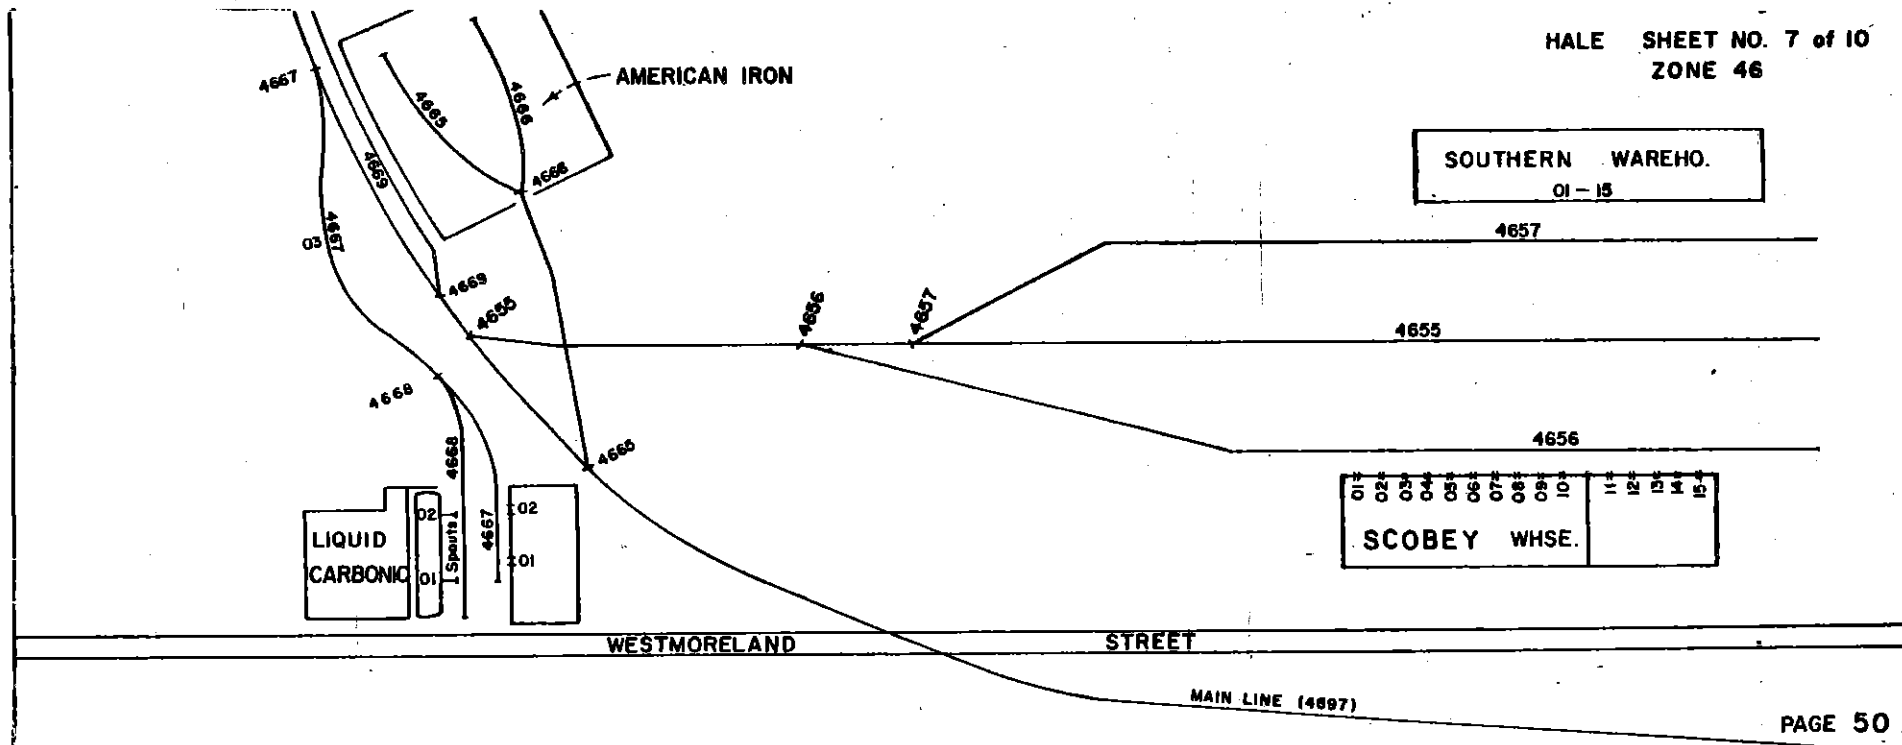 HALE SHEET NO. 7 of 10
ZONE 46
4667
AMERICAN IRON
4665
4666
4669
4666
SOUTHERN WAREHO.
01-15
03
4667
4657
4669
4655
4656
4657
4655
4668
4656
4665
4668
01 02 03 04 05 06 07 08 09 10 11 12 13 14 15
SCOBEY WHSE.
LIQUID
CARBONIC
02
01
Spouts
4667
02
01
WESTMORELAND STREET
MAIN LINE (4697)
PAGE 50